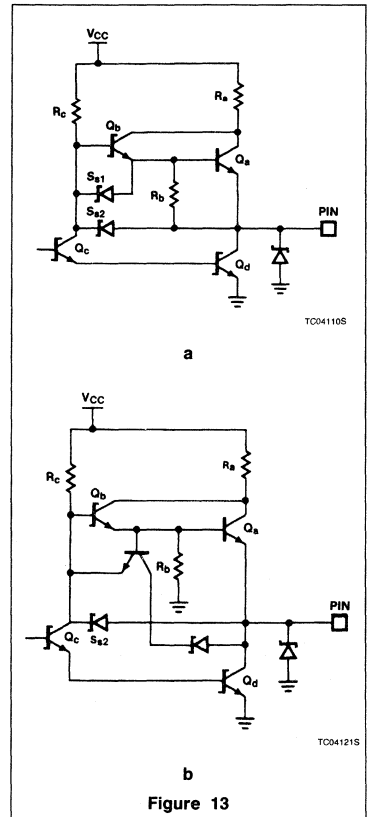 VCC
Rc
Ra
Qb
Qa
Ss1
Rb
Ss2
PIN
Qc
Qd
TC04110S
a
VCC
Rc
Ra
Qb
Qa
Rb
PIN
Qc
Ss2
Qd
TC04121S
b
Figure 13